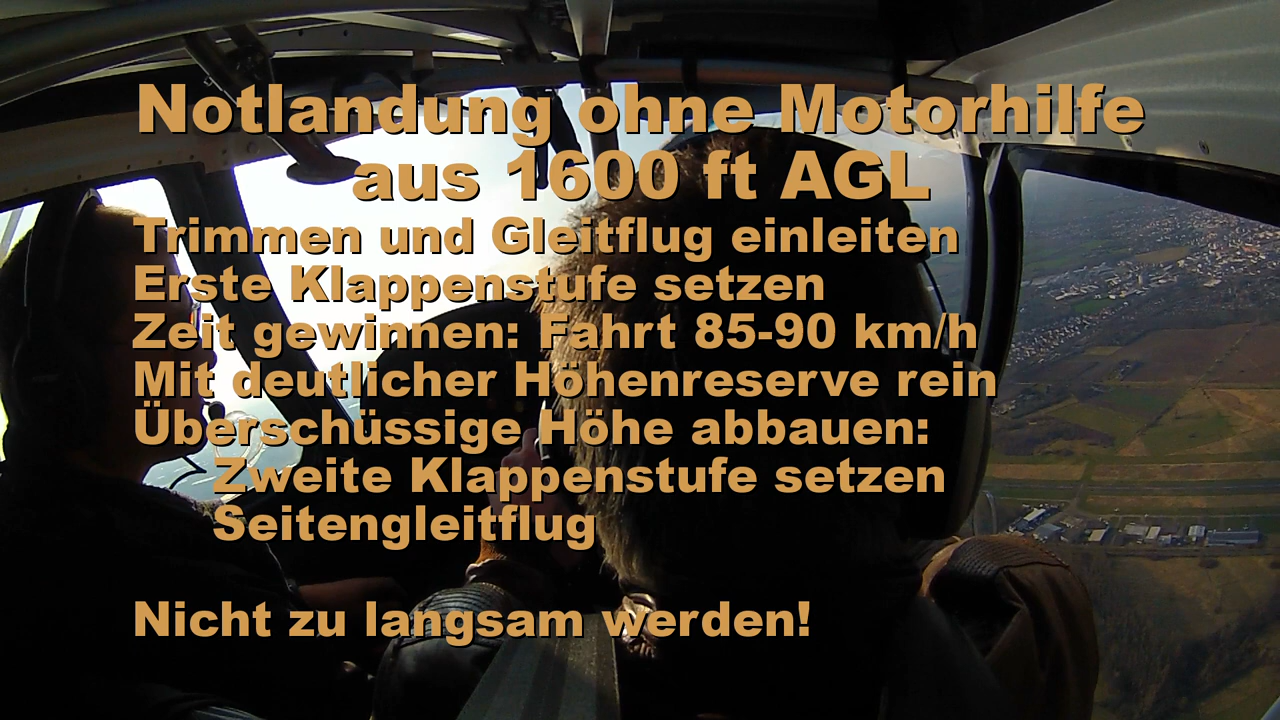 Notlandung ohne Motorhilfe
aus 1600 ft AGL
Trimmen und Gleitflug einleiten
Erste Klappenstufe setzen
Zeit gewinnen: Fahrt 85-90 km/h
Mit deutlicher Höhenreserve rein
Überschüssige Höhe abbauen:
Zweite Klappenstufe setzen
Seitengleitflug
Nicht zu langsam werden!